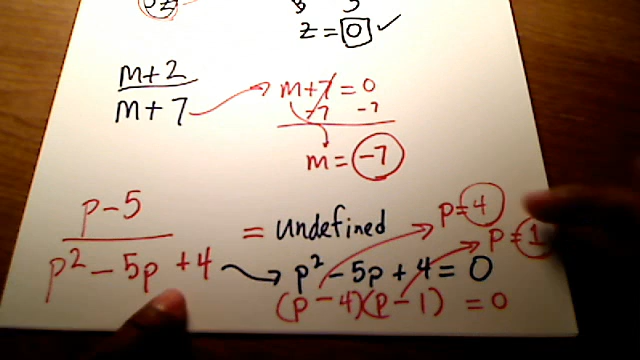 z = 0 ✓
m+2
m+7
m+7 = 0
-7 -7
m = -7
p-5
p² - 5p + 4
= undefined
p = 4
p = 1
p² - 5p + 4 = 0
(p - 4)(p - 1) = 0